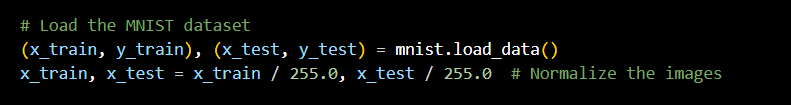 # Load the MNIST dataset
(x_train, y_train), (x_test, y_test) = mnist.load_data()
x_train, x_test = x_train / 255.0, x_test / 255.0  # Normalize the images